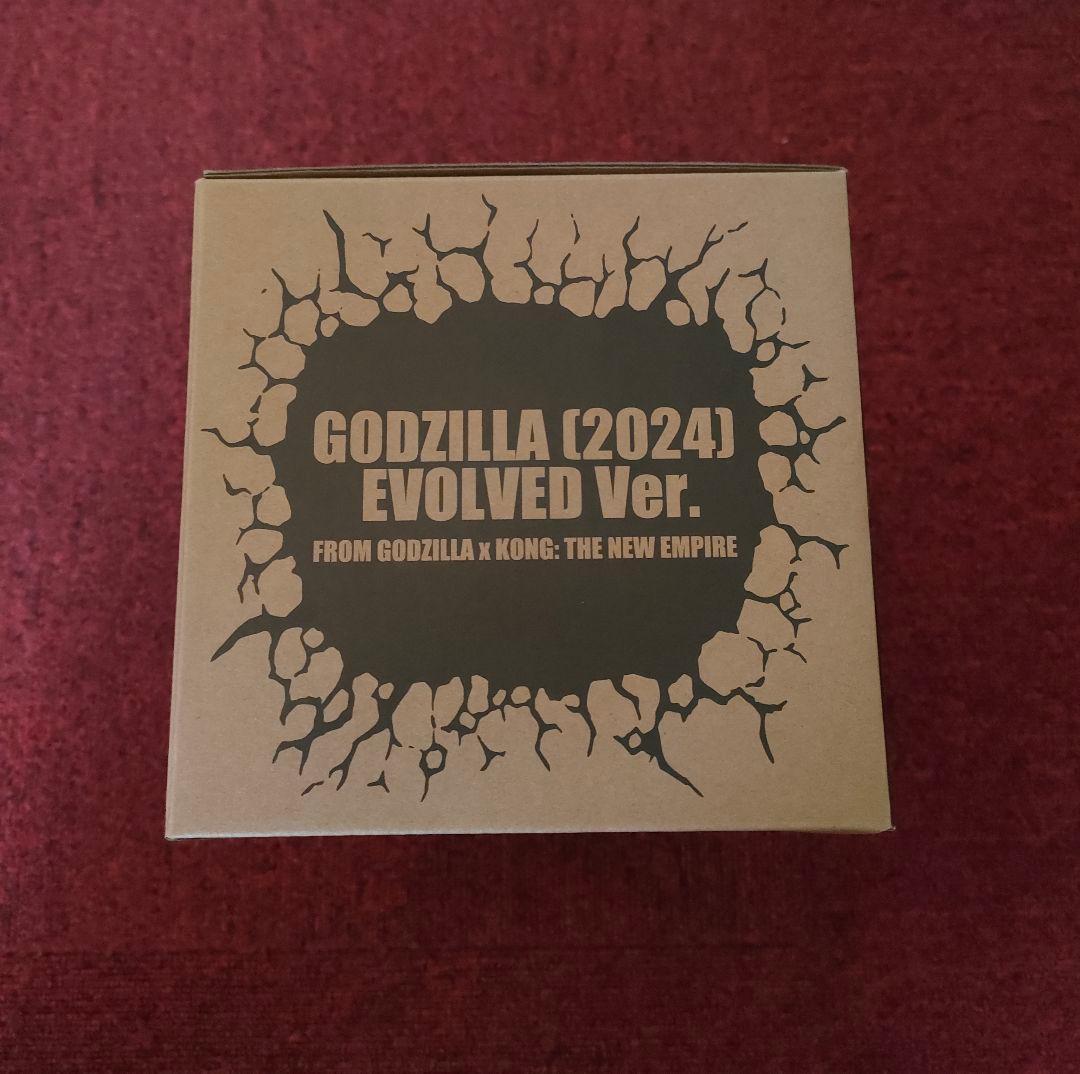 GODZILLA (2024)
EVOLVED Ver.
FROM GODZILLA x KONG: THE NEW EMPIRE